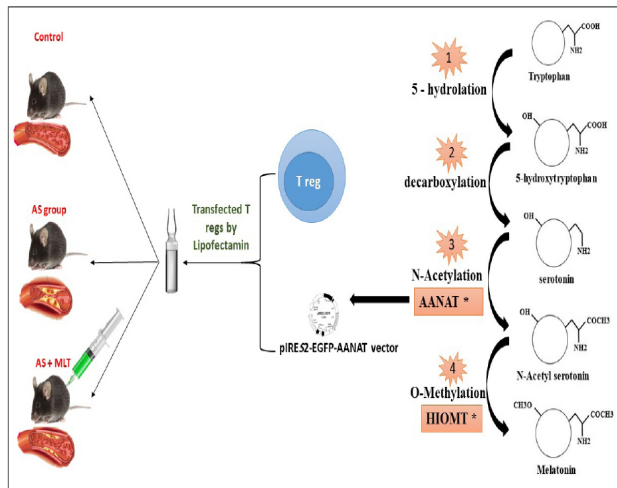 Control
AS group
AS + MLT
Transfected T
regs by
Lipofectamin
T reg
pIRES2-EGFP-AANAT vector
1
5 - hydrolation
2
decarboxylation
3
N-Acetylation
AANAT *
4
O-Methylation
HIOMT *
COOH
NH2
Tryptophan
OH
COOH
NH2
5-hydroxytryptophan
OH
NH2
serotonin
OH
COCH3
NH2
N-Acetyl serotonin
CH3O
COCH3
NH2
Melatonin